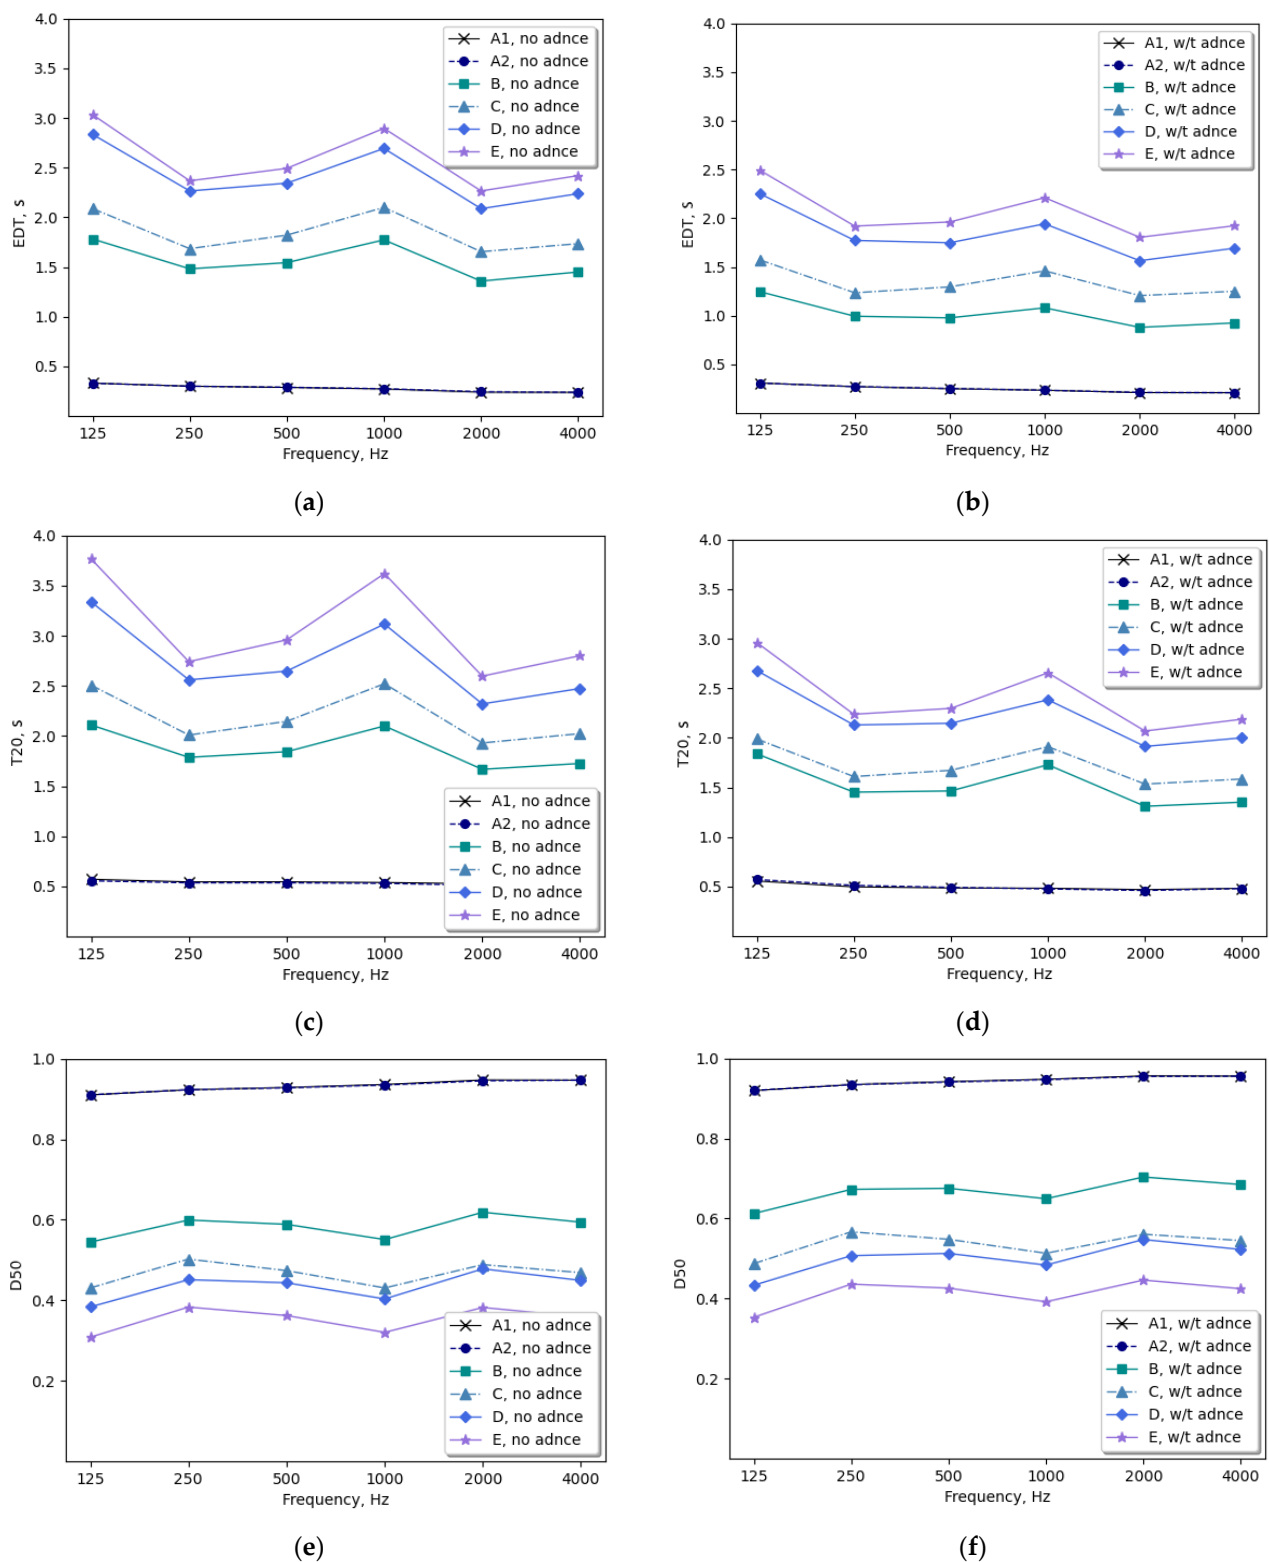 4.0
3.5
3.0
2.5
2.0
1.5
1.0
0.5
EDT, s
125 250 500 1000 2000 4000
Frequency, Hz
A1, no adnce
A2, no adnce
B, no adnce
C, no adnce
D, no adnce
E, no adnce
(a)
4.0
3.5
3.0
2.5
2.0
1.5
1.0
0.5
EDT, s
125 250 500 1000 2000 4000
Frequency, Hz
A1, w/t adnce
A2, w/t adnce
B, w/t adnce
C, w/t adnce
D, w/t adnce
E, w/t adnce
(b)
4.0
3.5
3.0
2.5
2.0
1.5
1.0
0.5
T20, s
125 250 500 1000 2000 4000
Frequency, Hz
A1, no adnce
A2, no adnce
B, no adnce
C, no adnce
D, no adnce
E, no adnce
(c)
4.0
3.5
3.0
2.5
2.0
1.5
1.0
0.5
T20, s
125 250 500 1000 2000 4000
Frequency, Hz
A1, w/t adnce
A2, w/t adnce
B, w/t adnce
C, w/t adnce
D, w/t adnce
E, w/t adnce
(d)
1.0
0.8
0.6
0.4
0.2
D50
125 250 500 1000 2000 4000
Frequency, Hz
A1, no adnce
A2, no adnce
B, no adnce
C, no adnce
D, no adnce
E, no adnce
(e)
1.0
0.8
0.6
0.4
0.2
D50
125 250 500 1000 2000 4000
Frequency, Hz
A1, w/t adnce
A2, w/t adnce
B, w/t adnce
C, w/t adnce
D, w/t adnce
E, w/t adnce
(f)